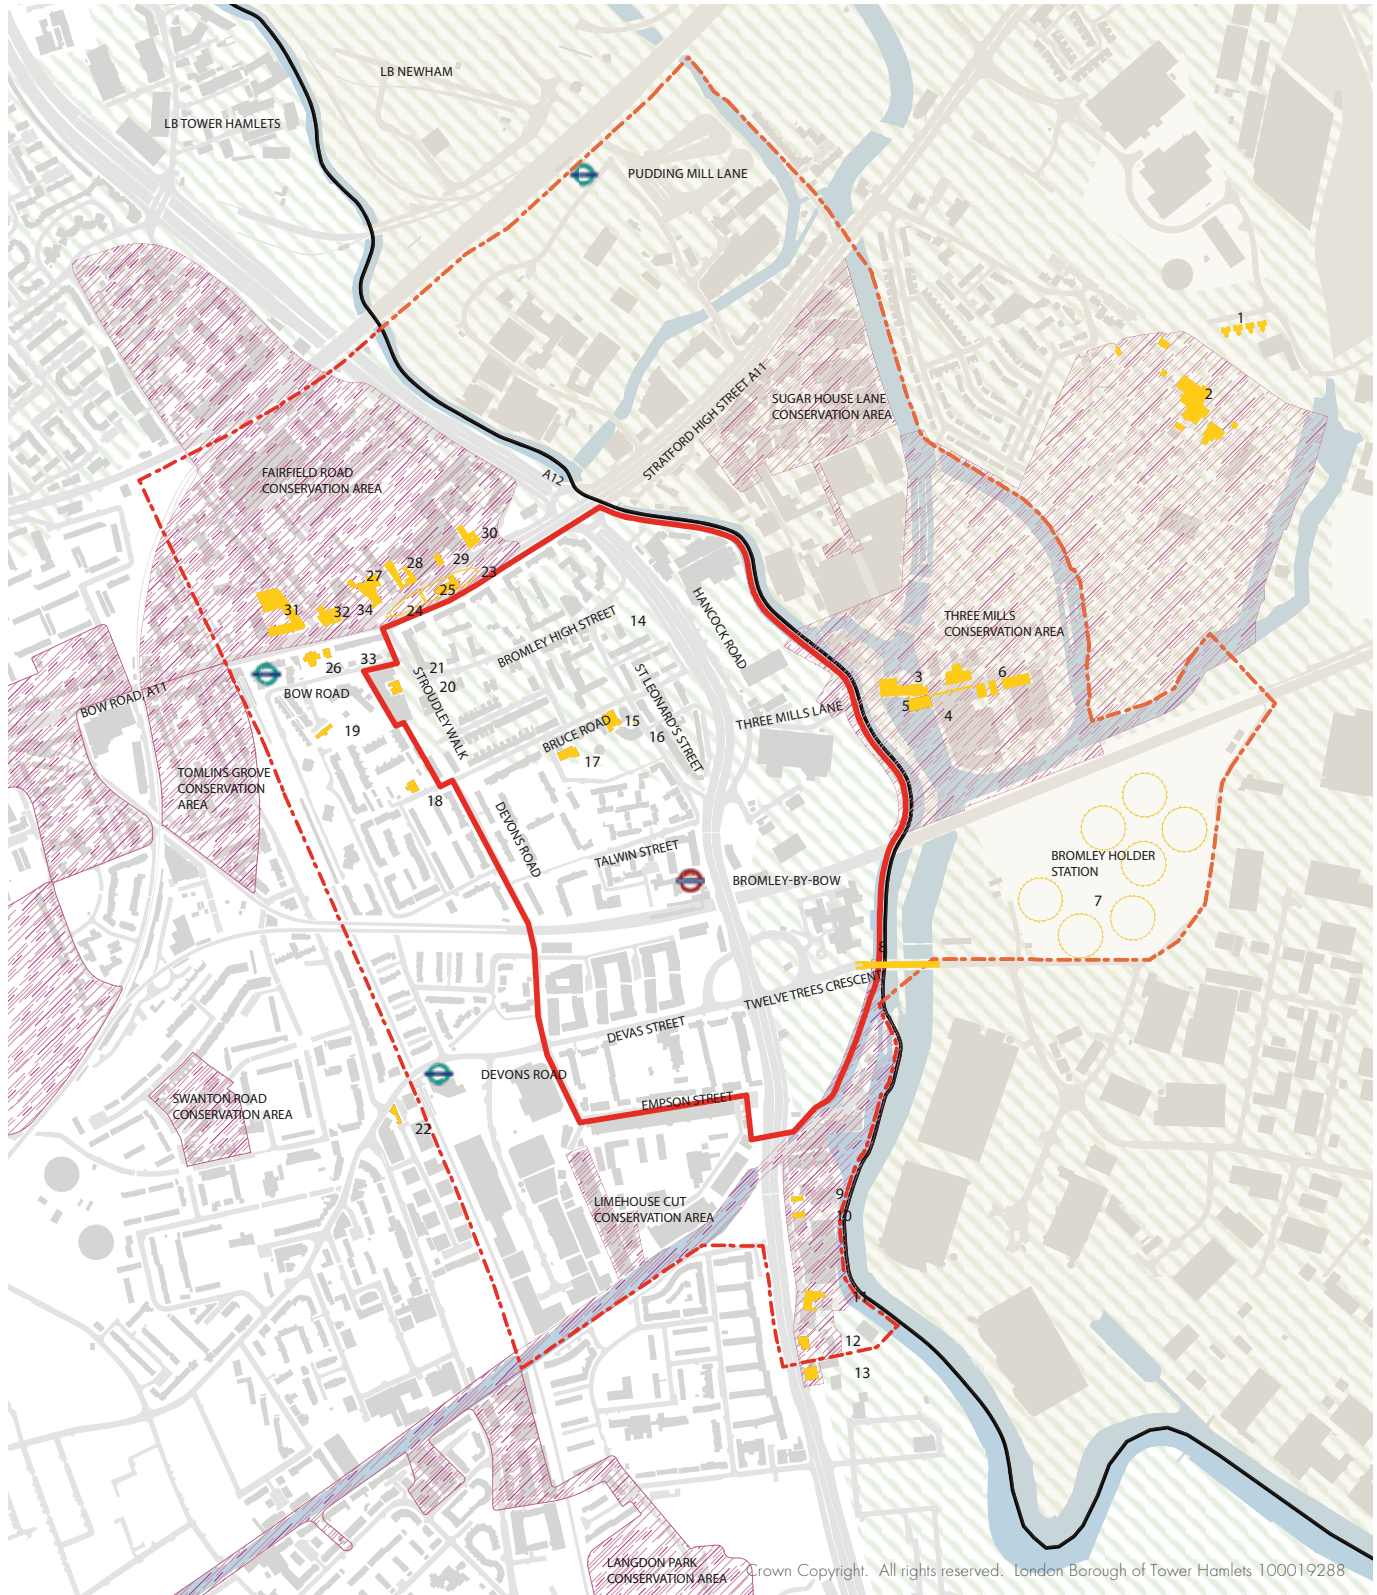 LB NEWHAM
LB TOWER HAMLETS
PUDDING MILL LANE
1
2
STRATFORD HIGH STREET A11
SUGAR HOUSE LANE
CONSERVATION AREA
A12
FAIRFIELD ROAD
CONSERVATION AREA
30
29
28
23
27
25
24
34
32
31
33
26
BOW ROAD
BOW ROAD A11
HANCOCK ROAD
14
BROMLEY HIGH STREET
THREE MILLS
CONSERVATION AREA
3
6
5
4
21
20
STROUDLEY WALK
ST LEONARD'S STREET
THREE MILLS LANE
BRUCE ROAD
15
16
17
19
18
TOMLINS GROVE
CONSERVATION
AREA
DEVONS ROAD
TALWIN STREET
BROMLEY-BY-BOW
BROMLEY HOLDER
STATION
7
8
TWELVE TREES CRESCENT
DEVAS STREET
DEVONS ROAD
EMPSON STREET
SWANTON ROAD
CONSERVATION AREA
22
LIMEHOUSE CUT
CONSERVATION AREA
9
10
11
12
13
LANGDON PARK
CONSERVATION AREA
Crown Copyright. All rights reserved. London Borough of Tower Hamlets 100019288